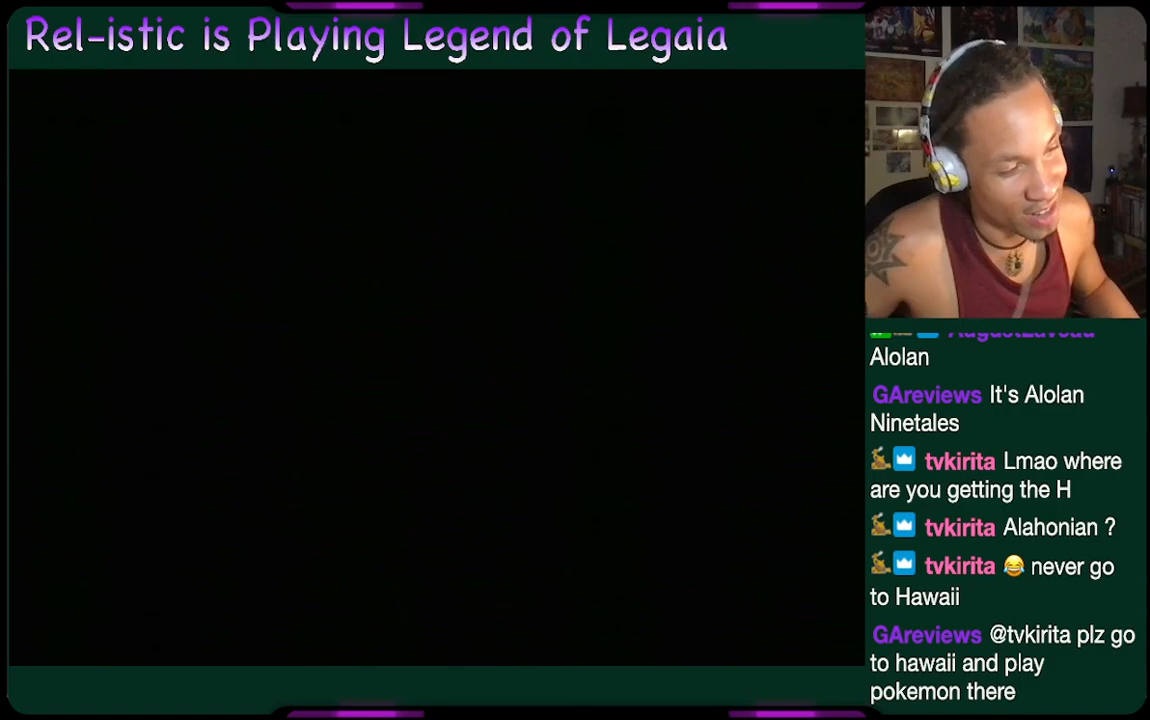 Rel-istic is Playing Legend of Legaia
Alolan
GAreviews It's Alolan
Ninetales
tvkirita Lmao where
are you getting the H
tvkirita Alahonian ?
tvkirita 😂 never go
to Hawaii
GAreviews @tvkirita plz go
to hawaii and play
pokemon there